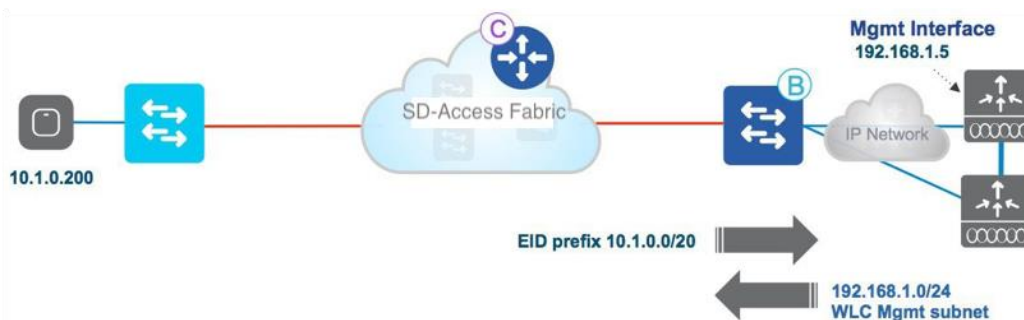 C
Mgmt Interface
192.168.1.5
SD-Access Fabric
B
IP Network
10.1.0.200
EID prefix 10.1.0.0/20
192.168.1.0/24
WLC Mgmt subnet